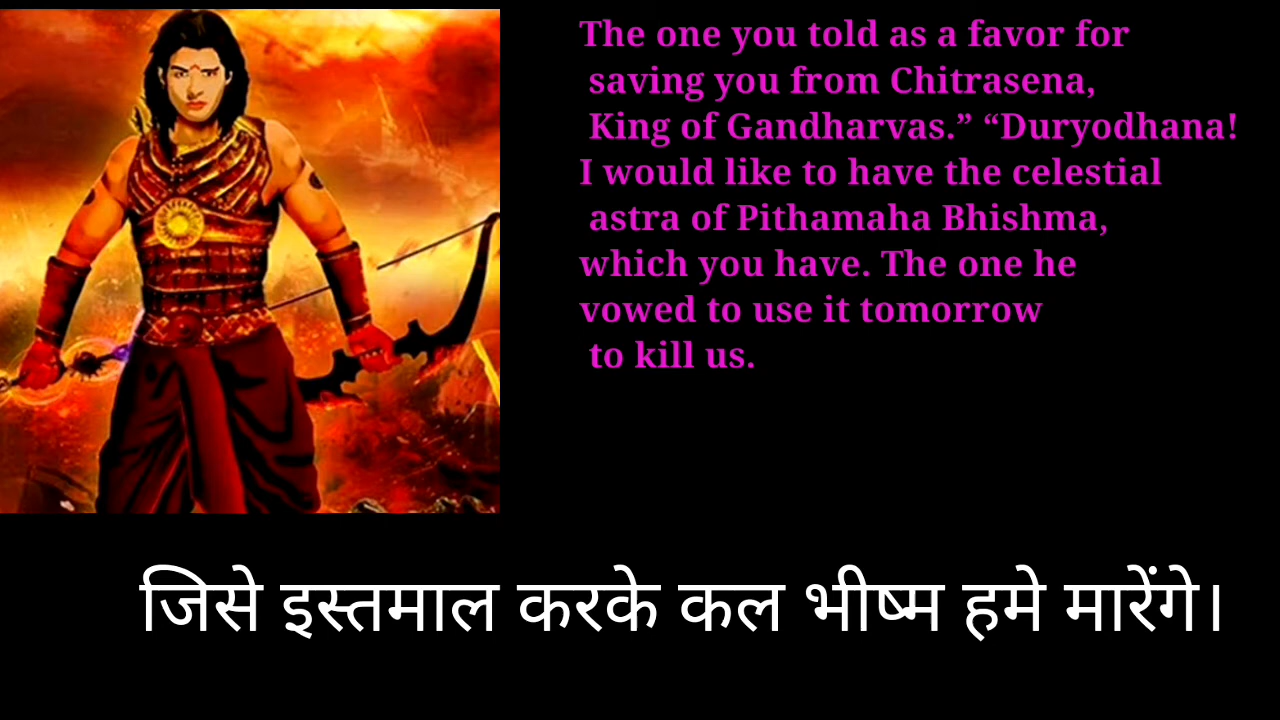 The one you told as a favor for
saving you from Chitrasena,
King of Gandharvas.” “Duryodhana!
I would like to have the celestial
astra of Pithamaha Bhishma,
which you have. The one he
vowed to use it tomorrow
to kill us.
जिसे इस्तमाल करके कल भीष्म हमे मारेंगे।